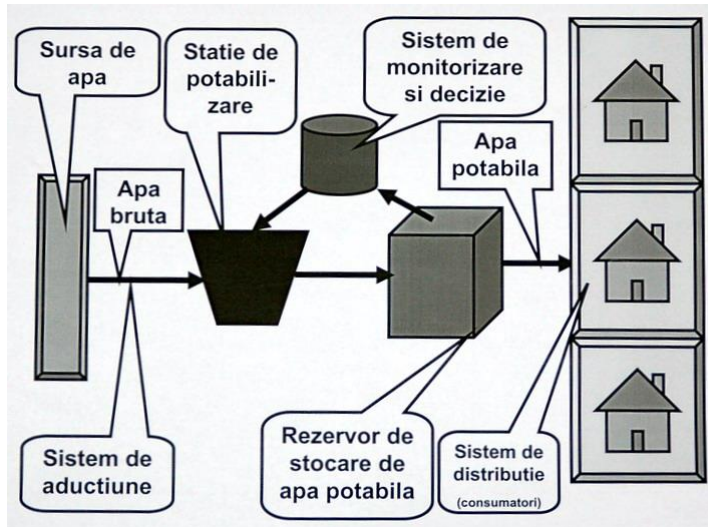 Sursa de
apa
Statie de
potabili-
zare
Sistem de
monitorizare
si decizie
Apa
bruta
Apa
potabila
Sistem de
aductiune
Rezervor de
stocare de
apa potabila
Sistem de
distributie
(consumatori)